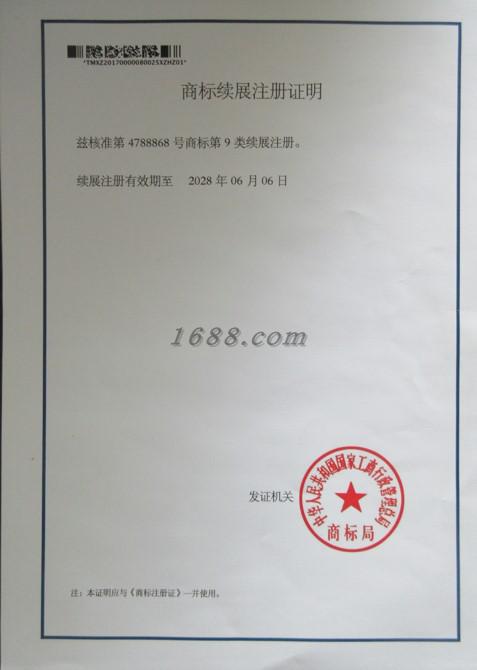 *TMXZ20170000080025XZHZ01*
商标续展注册证明
兹核准第 4788868 号商标第 9 类续展注册。
续展注册有效期至 2028 年 06 月 06 日
1688.com
发证机关
中华人民共和国国家工商行政管理总局
商标局
注：本证明应与《商标注册证》一并使用。